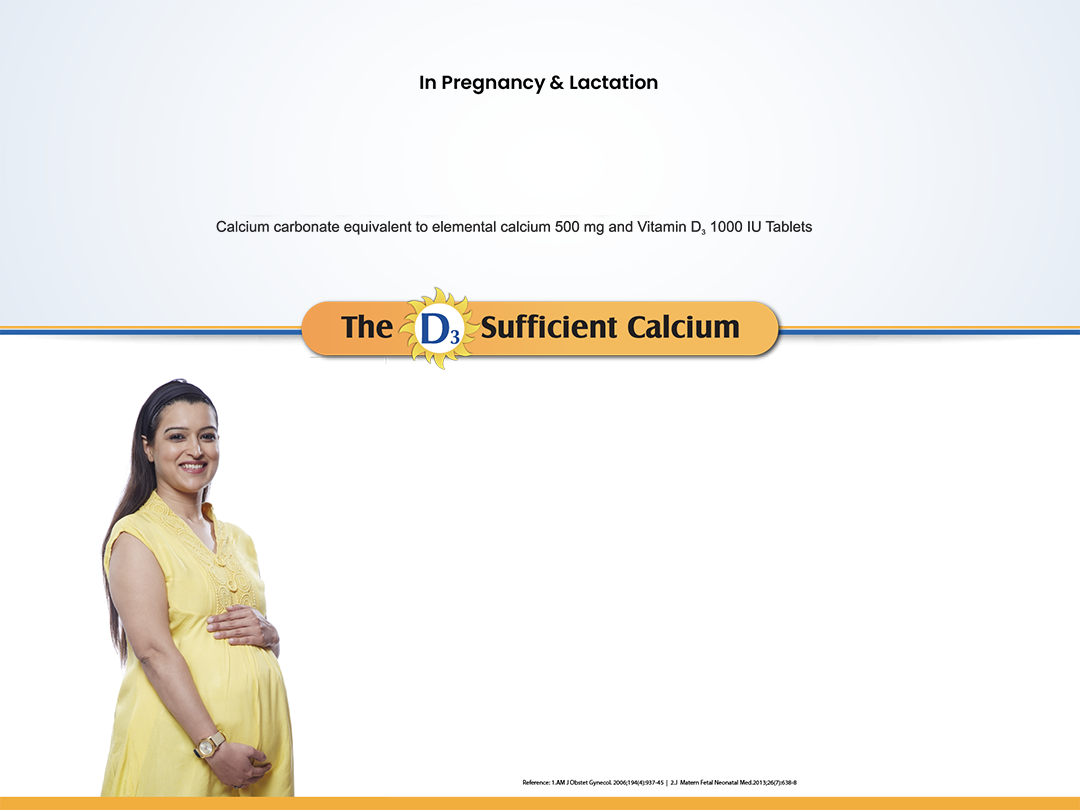 In Pregnancy & Lactation
Calcium carbonate equivalent to elemental calcium 500 mg and Vitamin D₃ 1000 IU Tablets
The D₃ Sufficient Calcium
Reference: 1.AM J Obstet Gynecol. 2006;194(4):937-45 | 2.J Matern Fetal Neonatal Med.2013;26(7):638-8